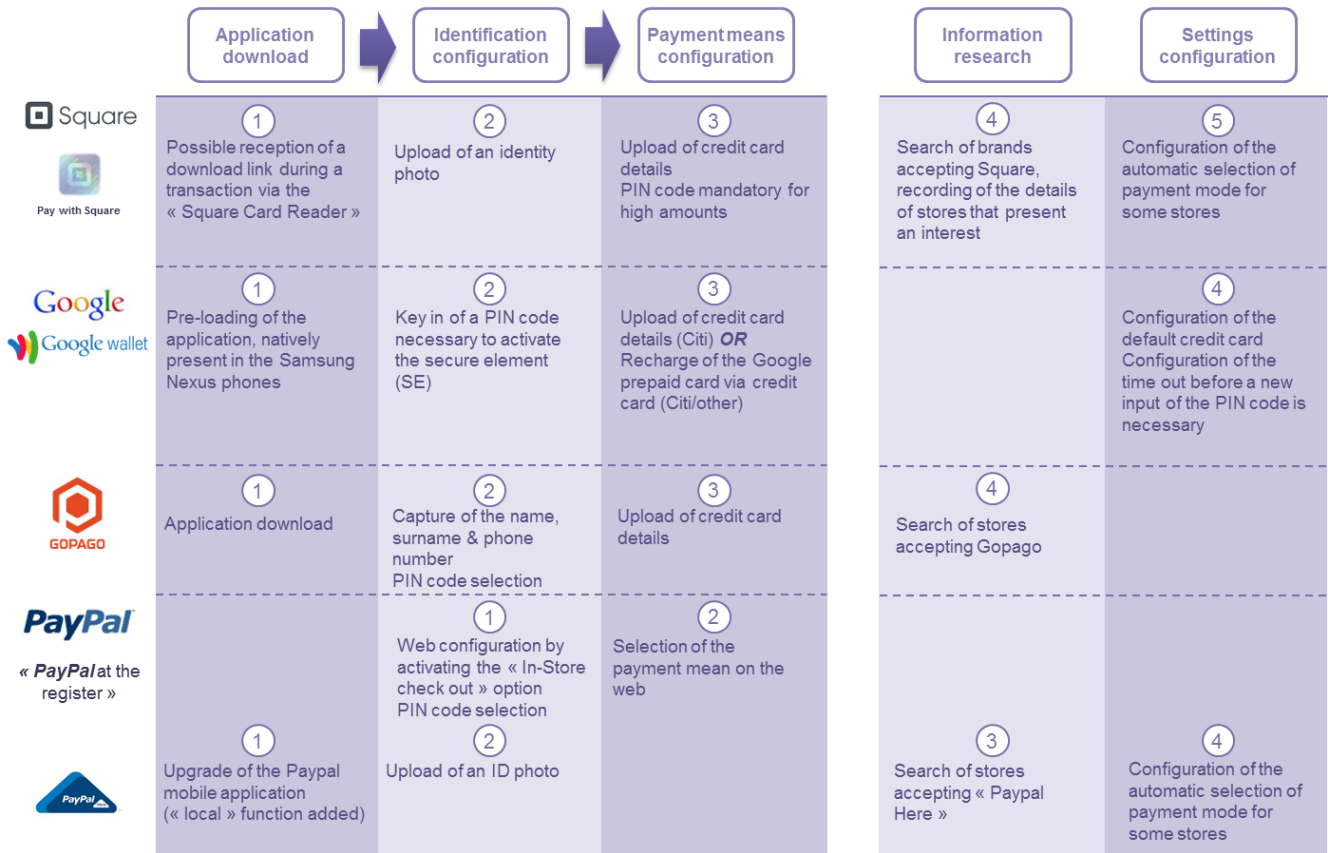 Application
download
Identification
configuration
Payment means
configuration
Information
research
Settings
configuration
Square
Pay with Square
1
Possible reception of a
download link during a
transaction via the
« Square Card Reader »
2
Upload of an identity
photo
3
Upload of credit card
details
PIN code mandatory for
high amounts
4
Search of brands
accepting Square,
recording of the details
of stores that present
an interest
5
Configuration of the
automatic selection of
payment mode for
some stores
Google
Google wallet
1
Pre-loading of the
application, natively
present in the Samsung
Nexus phones
2
Key in of a PIN code
necessary to activate
the secure element
(SE)
3
Upload of credit card
details (Citi) OR
Recharge of the Google
prepaid card via credit
card (Citi/other)
4
Configuration of the
default credit card
Configuration of the
time out before a new
input of the PIN code is
necessary
GOPAGO
1
Application download
2
Capture of the name,
surname & phone
number
PIN code selection
3
Upload of credit card
details
4
Search of stores
accepting Gopago
PayPal
« PayPal at the
register »
1
Web configuration by
activating the « In-Store
check out » option
PIN code selection
2
Selection of the
payment mean on the
web
PayPal
1
Upgrade of the Paypal
mobile application
(« local » function added)
2
Upload of an ID photo
3
Search of stores
accepting « Paypal
Here »
4
Configuration of the
automatic selection of
payment mode for
some stores